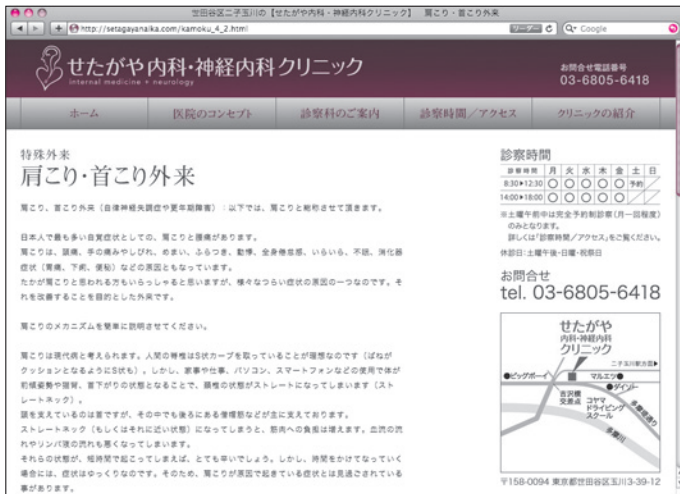 世田谷区二子玉川の【せたがや内科・神経内科クリニック】 肩こり・首こり外来
http://setagayanaika.com/kamoku_4_2.html
リーダー
Google
せたがや内科・神経内科クリニック
internal medicine + neurology
お問合せ電話番号
03-6805-6418
ホーム
医院のコンセプト
診察科のご案内
診察時間／アクセス
クリニックの紹介
特殊外来
肩こり・首こり外来
肩こり、首こり外来（自律神経失調症や更年期障害）：以下では、肩こりと総称させて頂きます。
日本人で最も多い自覚症状としての、肩こりと腰痛があります。
肩こりは、頭痛、手の痛みやしびれ、めまい、ふらつき、動悸、全身倦怠感、いらいら、不眠、消化器
症状（胃痛、下痢、便秘）などの原因ともなっています。
たかが肩こりと思われる方もいらっしゃると思いますが、様々なつらい症状の原因の一つなのです。そ
れを改善することを目的とした外来です。
肩こりのメカニズムを簡単に説明させてください。
肩こりは現代病と考えられます。人間の脊椎はS状カーブを取っていることが理想なのです（ばねが
クッションとなるようにS状も）。しかし、家事や仕事、パソコン、スマートフォンなどの使用で体が
前傾姿勢や猫背、首下がりの状態となることで、頸椎の状態がストレートになってしまいます（スト
レートネック）。
頭を支えているのは首ですが、その中でも後ろにある僧帽筋などが主に支えております。
ストレートネック（もしくはそれに近い状態）になってしまうと、筋肉への負担は増えます。血流の流
れやリンパ液の流れも悪くなってしまいます。
それらの状態が、短時間で起こってしまえば、とても辛いでしょう。しかし、時間をかけてなっていく
場合には、症状はゆっくりなのです。そのため、肩こりが原因で起きている症状とは見過ごされている
事があります。
診察時間
診察時間 月 火 水 木 金 土 日
8:30▶12:30 ○ ○ ○ ○ ○ 予約 ／
14:00▶18:00 ○ ○ ○ ○ ○ ／ ／
※土曜午前中は完全予約制診察（月一回程度）
のみとなります。
詳しくは「診察時間／アクセス」をご覧ください。
休診日：土曜午後・日曜・祝祭日
お問合せ
tel. 03-6805-6418
せたがや
内科・神経内科
クリニック
二子玉川駅方面▶
●ビッグボーイ
マルエツ●
●ダイソー
吉沢橋
交差点
コヤマ
ドライビング
スクール
多摩堤通り
多摩川
〒158-0094 東京都世田谷区玉川3-39-12